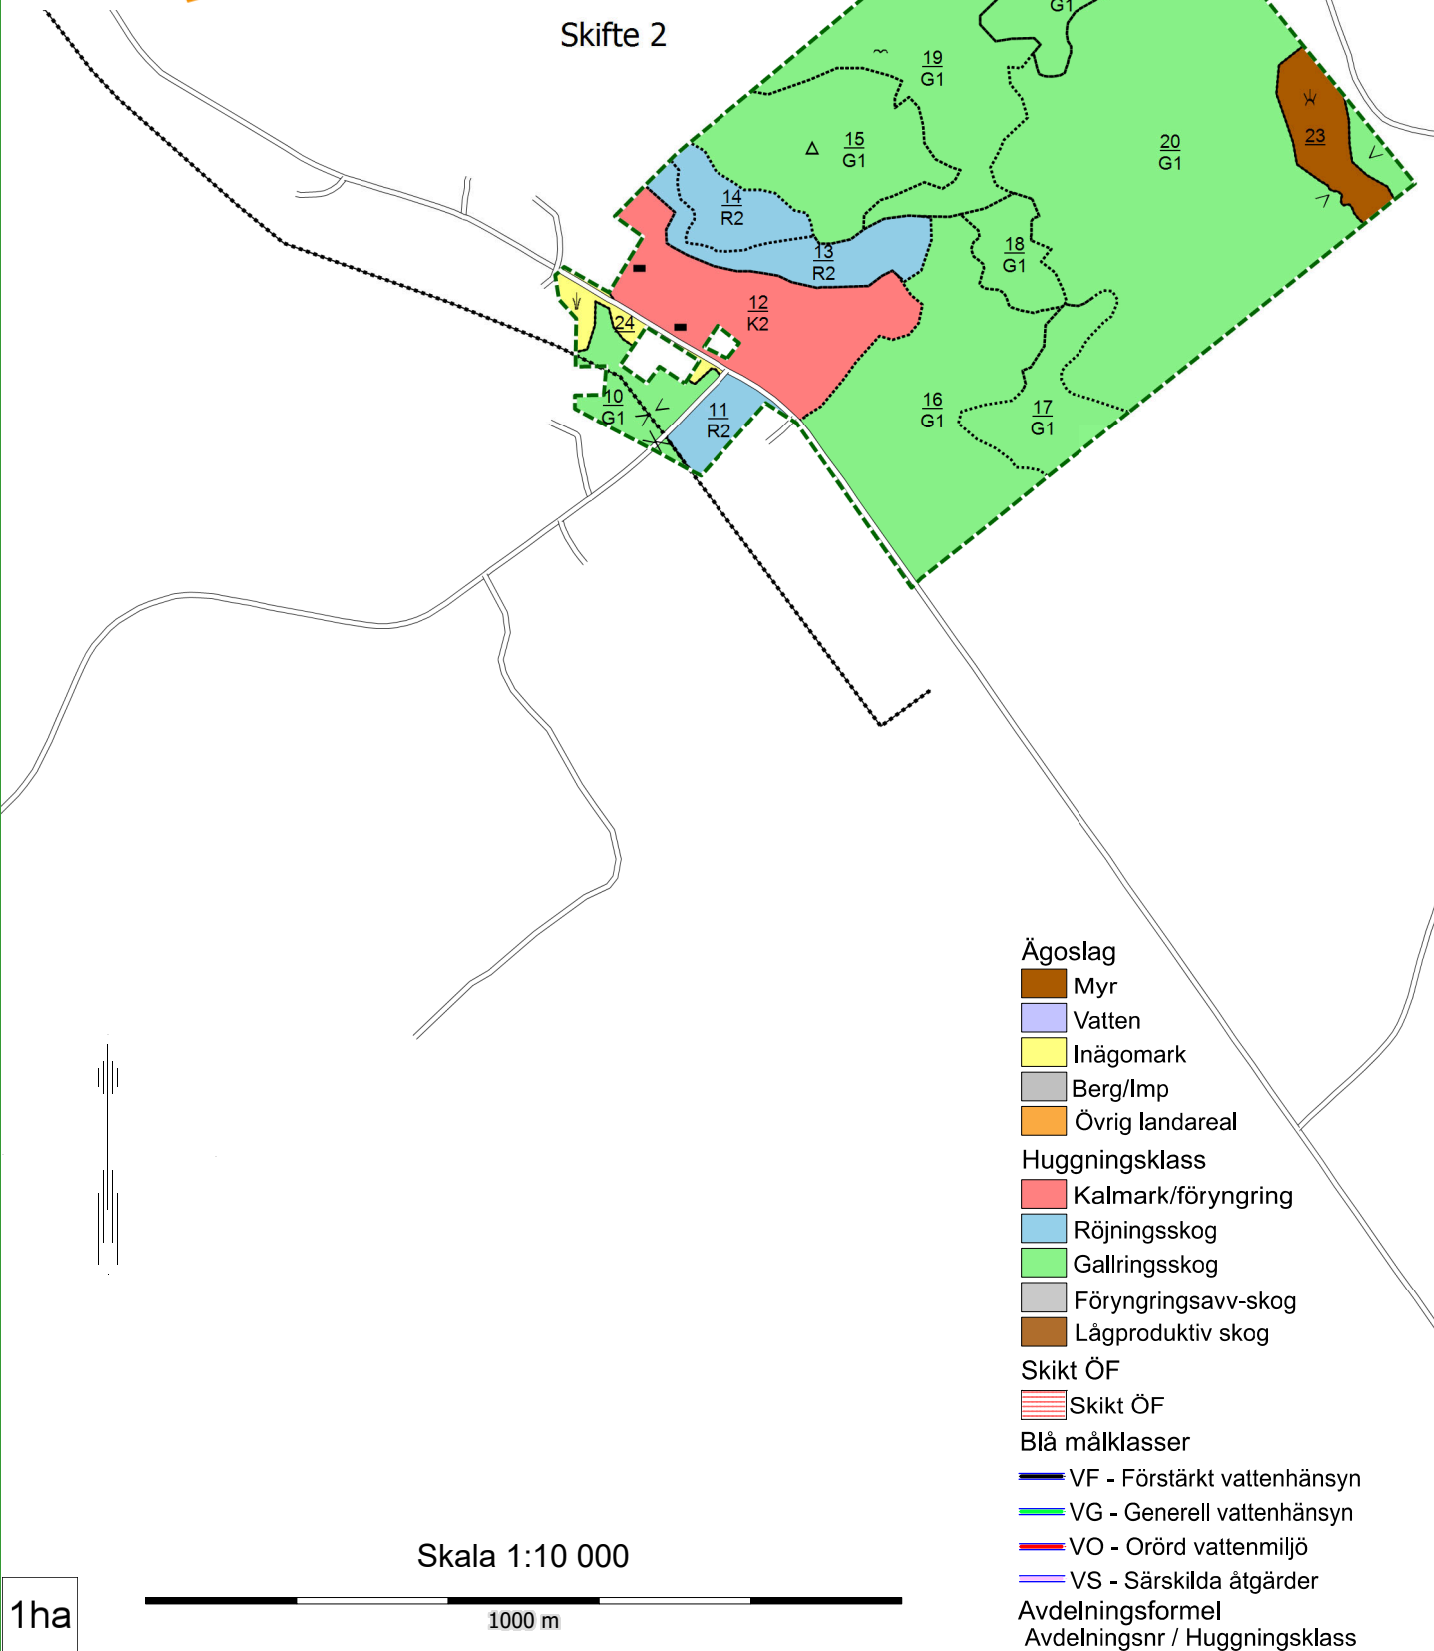 G1
Skifte 2
19
G1
15
G1
20
G1
23
14
R2
13
R2
18
G1
12
K2
24
10
G1
11
R2
16
G1
17
G1
Ägoslag
Myr
Vatten
Inägomark
Berg/Imp
Övrig landareal
Huggningsklass
Kalmark/föryngring
Röjningsskog
Gallringsskog
Föryngringsavv-skog
Lågproduktiv skog
Skikt ÖF
Skikt ÖF
Blå målklasser
VF - Förstärkt vattenhänsyn
VG - Generell vattenhänsyn
VO - Orörd vattenmiljö
VS - Särskilda åtgärder
Avdelningsformel
Avdelningsnr / Huggningsklass
Skala 1:10 000
1000 m
1ha